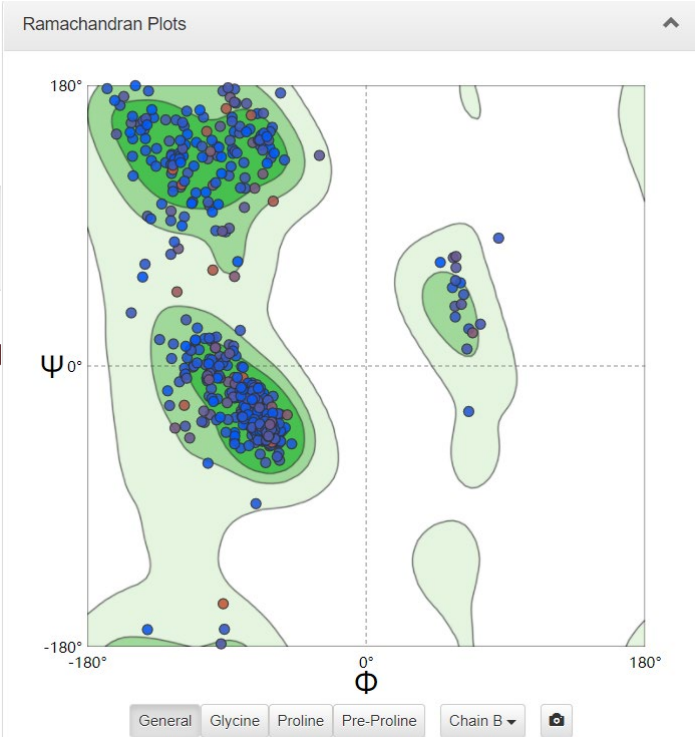 Ramachandran Plots
180°
Ψ 0°
-180°
-180° 0° 180°
Φ
General Glycine Proline Pre-Proline Chain B